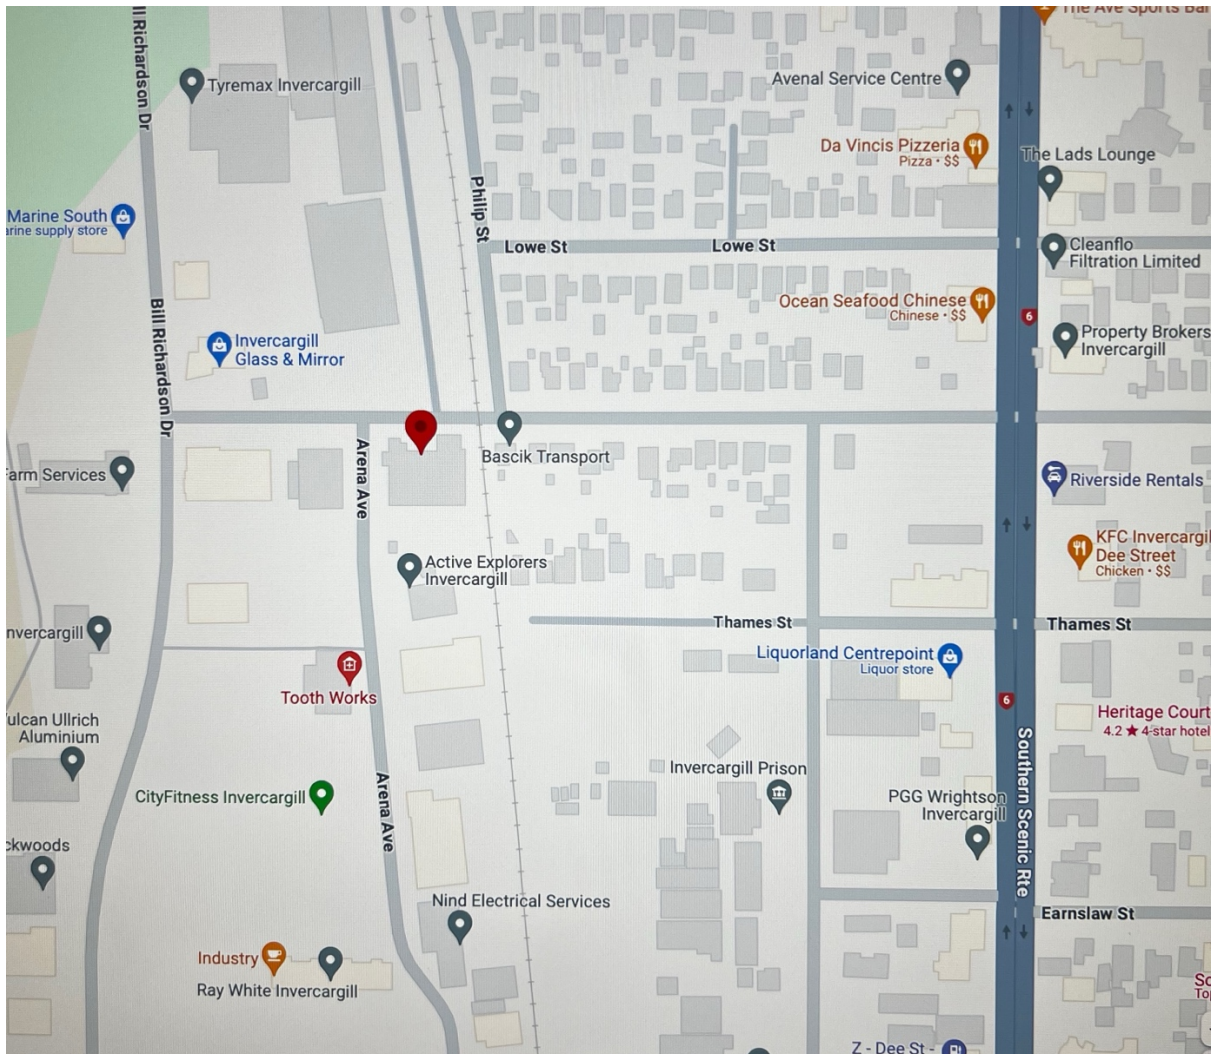 The Ave Sports Bar
ll Richardson Dr
Tyremax Invercargill
Avenal Service Centre
Da Vincis Pizzeria
Pizza · $$
The Lads Lounge
Philip St
Marine South
arine supply store
Lowe St
Lowe St
Cleanflo
Filtration Limited
Ocean Seafood Chinese
Chinese · $$
6
Bill Richardson Dr
Invercargill
Glass & Mirror
Property Brokers
Invercargill
Arena Ave
Bascik Transport
Farm Services
Riverside Rentals
KFC Invercargil
Dee Street
Chicken · $$
Active Explorers
Invercargill
Thames St
Thames St
nvercargill
Liquorland Centrepoint
Liquor store
Tooth Works
6
Heritage Court
4.2 ★ 4-star hotel
ulcan Ullrich
Aluminium
Southern Scenic Rte
Invercargill Prison
Arena Ave
CityFitness Invercargill
PGG Wrightson
Invercargill
ckwoods
Nind Electrical Services
Earnslaw St
Industry
Ray White Invercargill
So
Top
Z - Dee St -